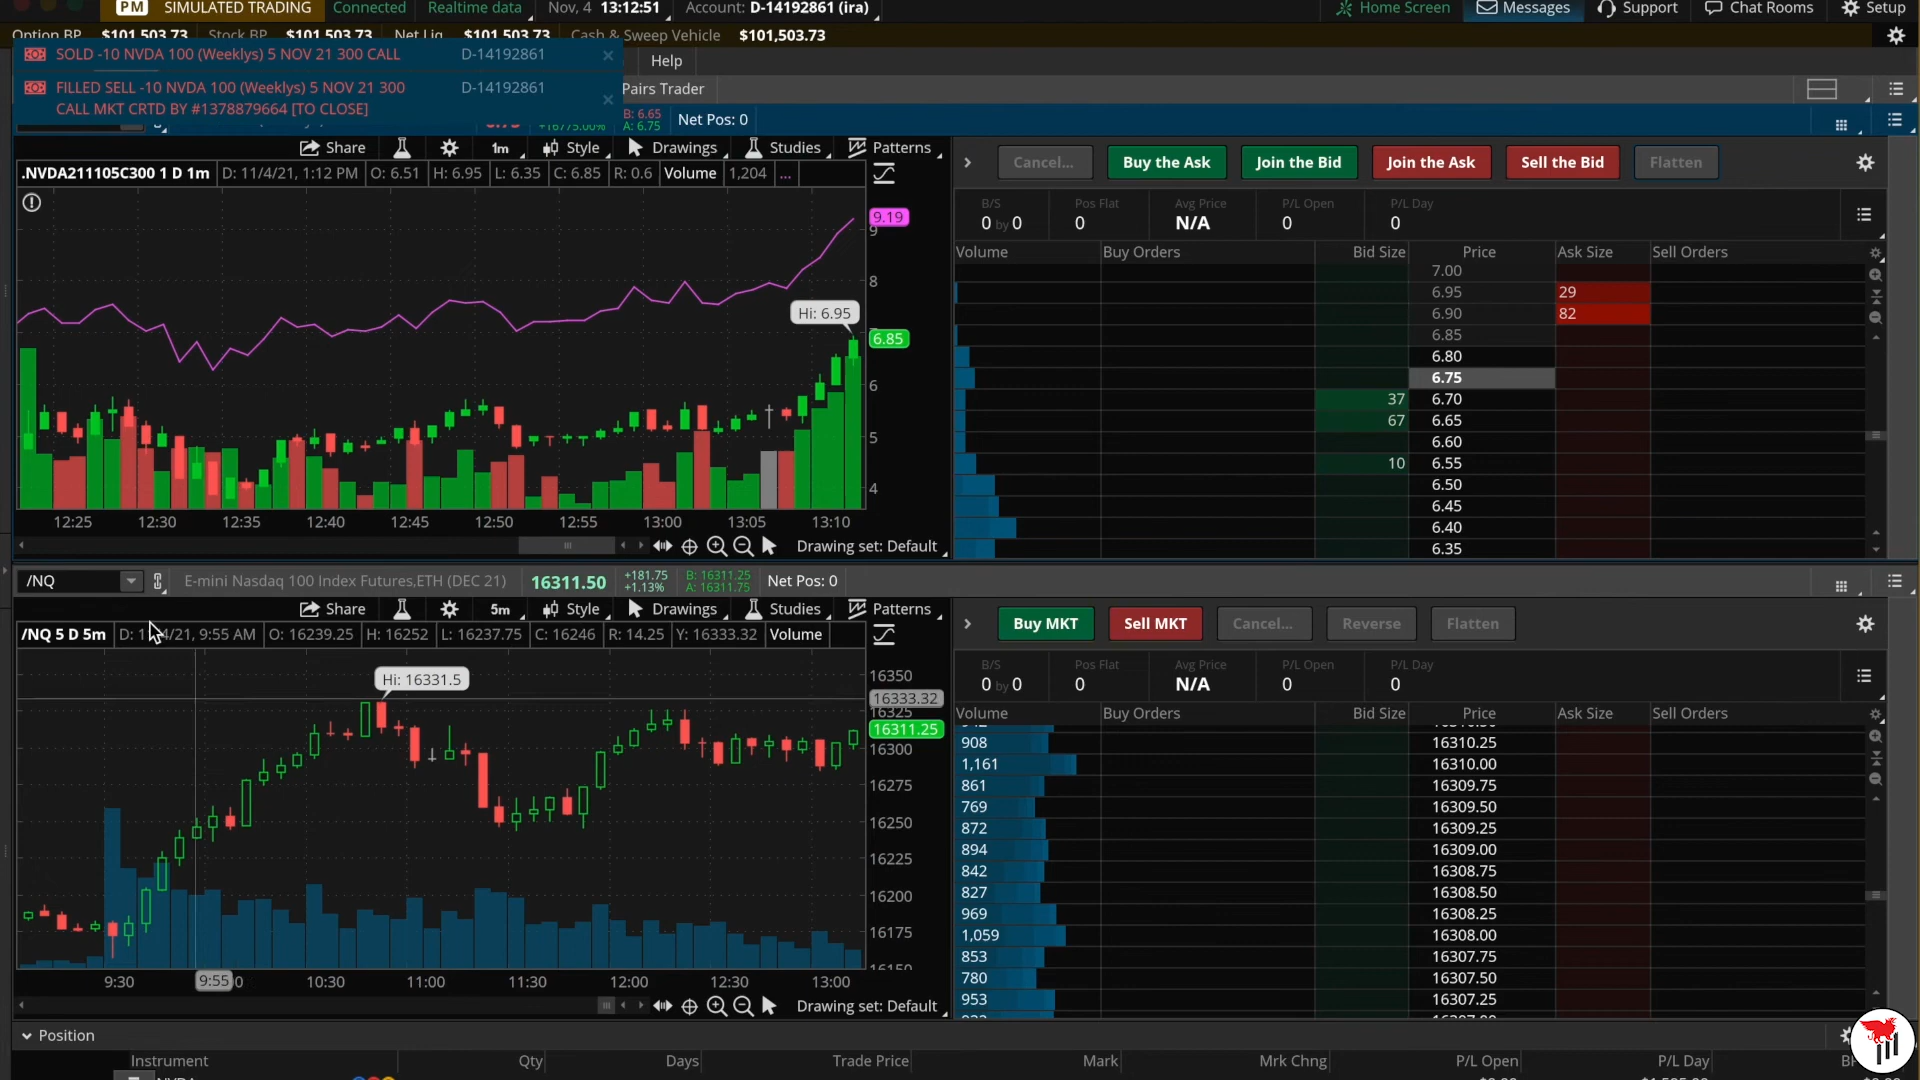 PM SIMULATED TRADING Connected Realtime data Nov, 4 13:12:51 Account: D-14192861 (ira) Home Screen Messages Support Chat Rooms Setup
Option BP $101,503.73 Stock BP $101,503.73 Net Liq $101,503.73 Cash & Sweep Vehicle $101,503.73
SOLD -10 NVDA 100 (Weeklys) 5 NOV 21 300 CALL D-14192861 Help
FILLED SELL -10 NVDA 100 (Weeklys) 5 NOV 21 300 D-14192861 Pairs Trader
CALL MKT CRTD BY #1378879664 [TO CLOSE]
+16775.00% B: 6.65 A: 6.75 Net Pos: 0
Share 1m Style Drawings Studies Patterns
.NVDA211105C300 1 D 1m D: 11/4/21, 1:12 PM O: 6.51 H: 6.95 L: 6.35 C: 6.85 R: 0.6 Volume 1,204 ...
9.19
9
8
Hi: 6.95
6.85
6
5
4
12:25 12:30 12:35 12:40 12:45 12:50 12:55 13:00 13:05 13:10
Drawing set: Default
Cancel... Buy the Ask Join the Bid Join the Ask Sell the Bid Flatten
B/S Pos Flat Avg Price P/L Open P/L Day
0 by 0 0 N/A 0 0
Volume Buy Orders Bid Size Price Ask Size Sell Orders
7.00
6.95 29
6.90 82
6.85
6.80
6.75
37 6.70
67 6.65
6.60
10 6.55
6.50
6.45
6.40
6.35
/NQ E-mini Nasdaq 100 Index Futures,ETH (DEC 21) 16311.50 +181.75 +1.13% B: 16311.25 A: 16311.75 Net Pos: 0
Share 5m Style Drawings Studies Patterns
/NQ 5 D 5m D: 4/21, 9:55 AM O: 16239.25 H: 16252 L: 16237.75 C: 16246 R: 14.25 Y: 16333.32 Volume
Hi: 16331.5
16350
16333.32
16325
16311.25
16300
16275
16250
16225
16200
16175
16150
9:30 9:55 10:30 11:00 11:30 12:00 12:30 13:00
Drawing set: Default
Buy MKT Sell MKT Cancel... Reverse Flatten
B/S Pos Flat Avg Price P/L Open P/L Day
0 by 0 0 N/A 0 0
Volume Buy Orders Bid Size Price Ask Size Sell Orders
908 16310.25
1,161 16310.00
861 16309.75
769 16309.50
872 16309.25
894 16309.00
842 16308.75
827 16308.50
969 16308.25
1,059 16308.00
853 16307.75
780 16307.50
953 16307.25
Position
Instrument Qty Days Trade Price Mark Mrk Chng P/L Open P/L Day